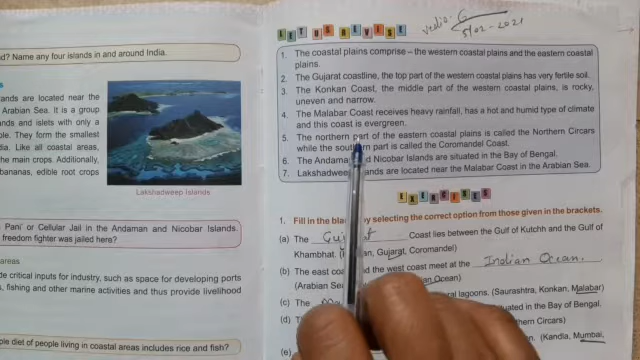 d? Name any four islands in and around India.
ands are located near the
Arabian Sea. It is a group
nds and islets with only a
ple. They form the smallest
dia. Like all coastal areas,
the main crops. Additionally,
bananas, edible root crops
Lakshadweep Islands
Pani' or Cellular Jail in the Andaman and Nicobar Islands.
freedom fighter was jailed here?
areas
de critical inputs for industry, such as space for developing ports
s, fishing and other marine activities and thus provide livelihood
ple diet of people living in coastal areas includes rice and fish?
LET US REVISE
5/02-2021
1. The coastal plains comprise – the western coastal plains and the eastern coastal
plains.
2. The Gujarat coastline, the top part of the western coastal plains has very fertile soil.
3. The Konkan Coast, the middle part of the western coastal plains, is rocky,
uneven and narrow.
4. The Malabar Coast receives heavy rainfall, has a hot and humid type of climate
and this coast is evergreen.
5. The northern part of the eastern coastal plains is called the Northern Circars
while the southern part is called the Coromandel Coast.
6. The Andaman and Nicobar Islands are situated in the Bay of Bengal.
7. Lakshadweep Islands are located near the Malabar Coast in the Arabian Sea.
EXERCISES
1. Fill in the blanks by selecting the correct option from those given in the brackets.
(a) The Gujrat Coast lies between the Gulf of Kutchh and the Gulf of
Khambhat. (Konkan, Gujarat, Coromandel)
(b) The east coast and the west coast meet at the Indian Ocean.
(Arabian Sea, Indian Ocean)
(c) The ral lagoons. (Saurashtra, Konkan, Malabar)
(d) T situated in the Bay of Bengal.
hern Circars)
(e) n. (Kandla, Mumbai,